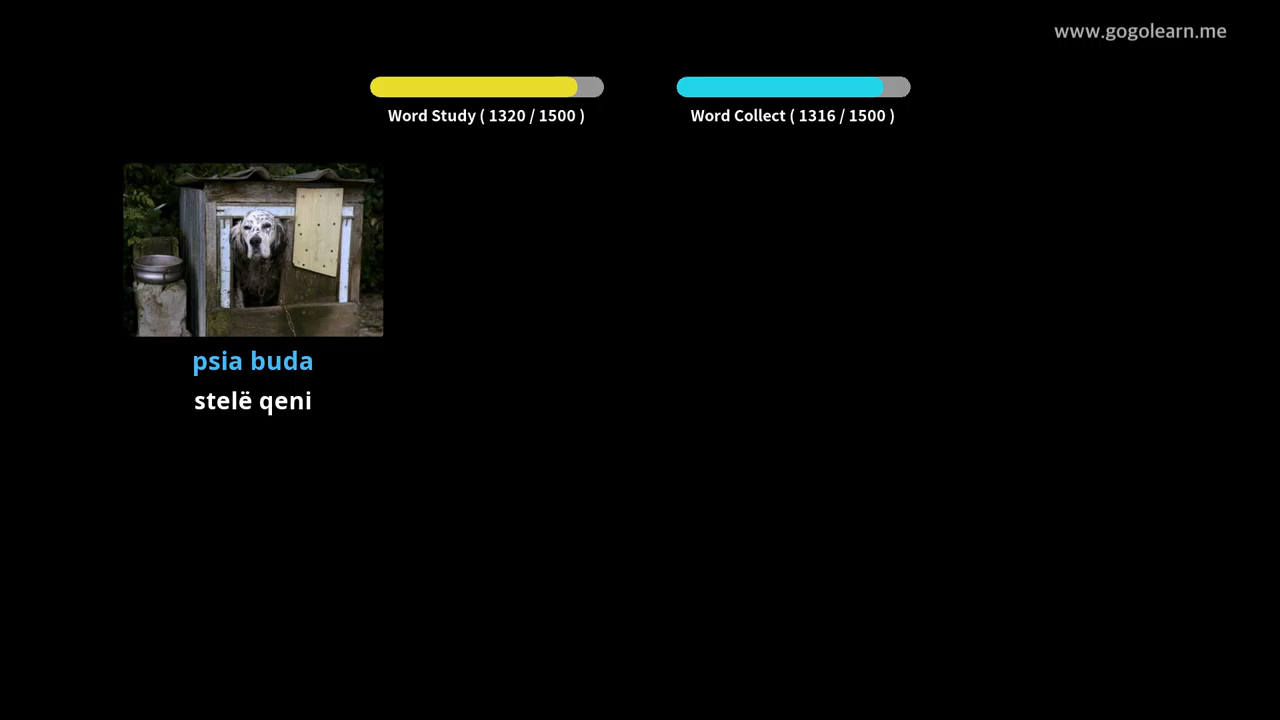 www.gogolearn.me
Word Study ( 1320 / 1500 )
Word Collect ( 1316 / 1500 )
psia buda
stelë qeni